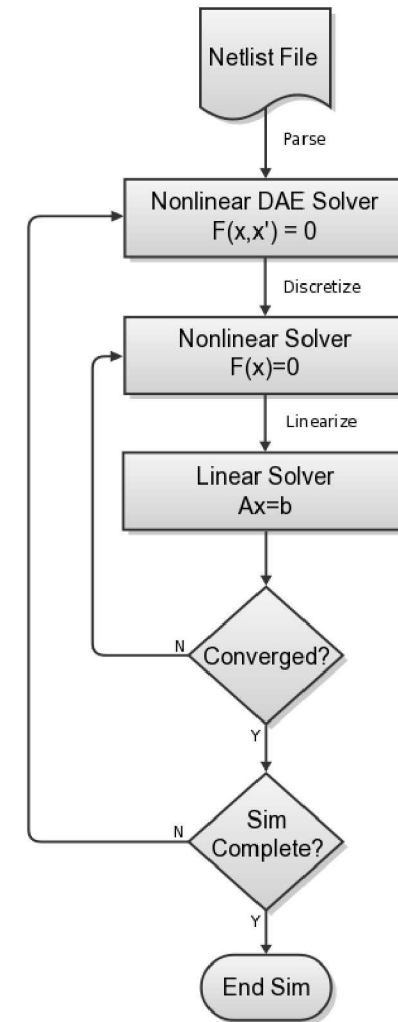 Netlist File
Parse
Nonlinear DAE Solver
F(x,x') = 0
Discretize
Nonlinear Solver
F(x)=0
Linearize
Linear Solver
Ax=b
N
Converged?
Y
N
Sim
Complete?
Y
End Sim